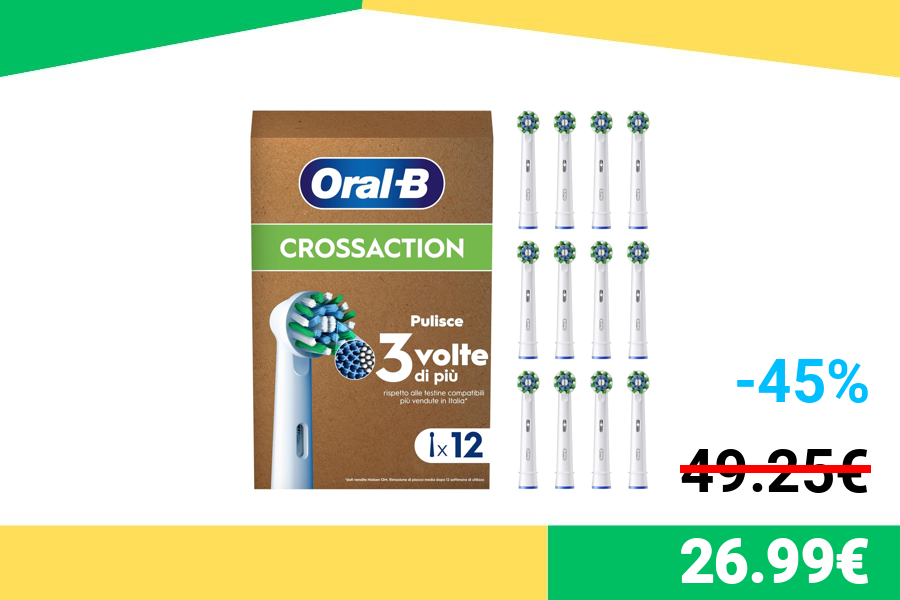 Oral-B
CROSSACTION
Pulisce
3 volte
di più
rispetto alle testine compatibili
più vendute in Italia*
x12
-45%
49.25€
26.99€